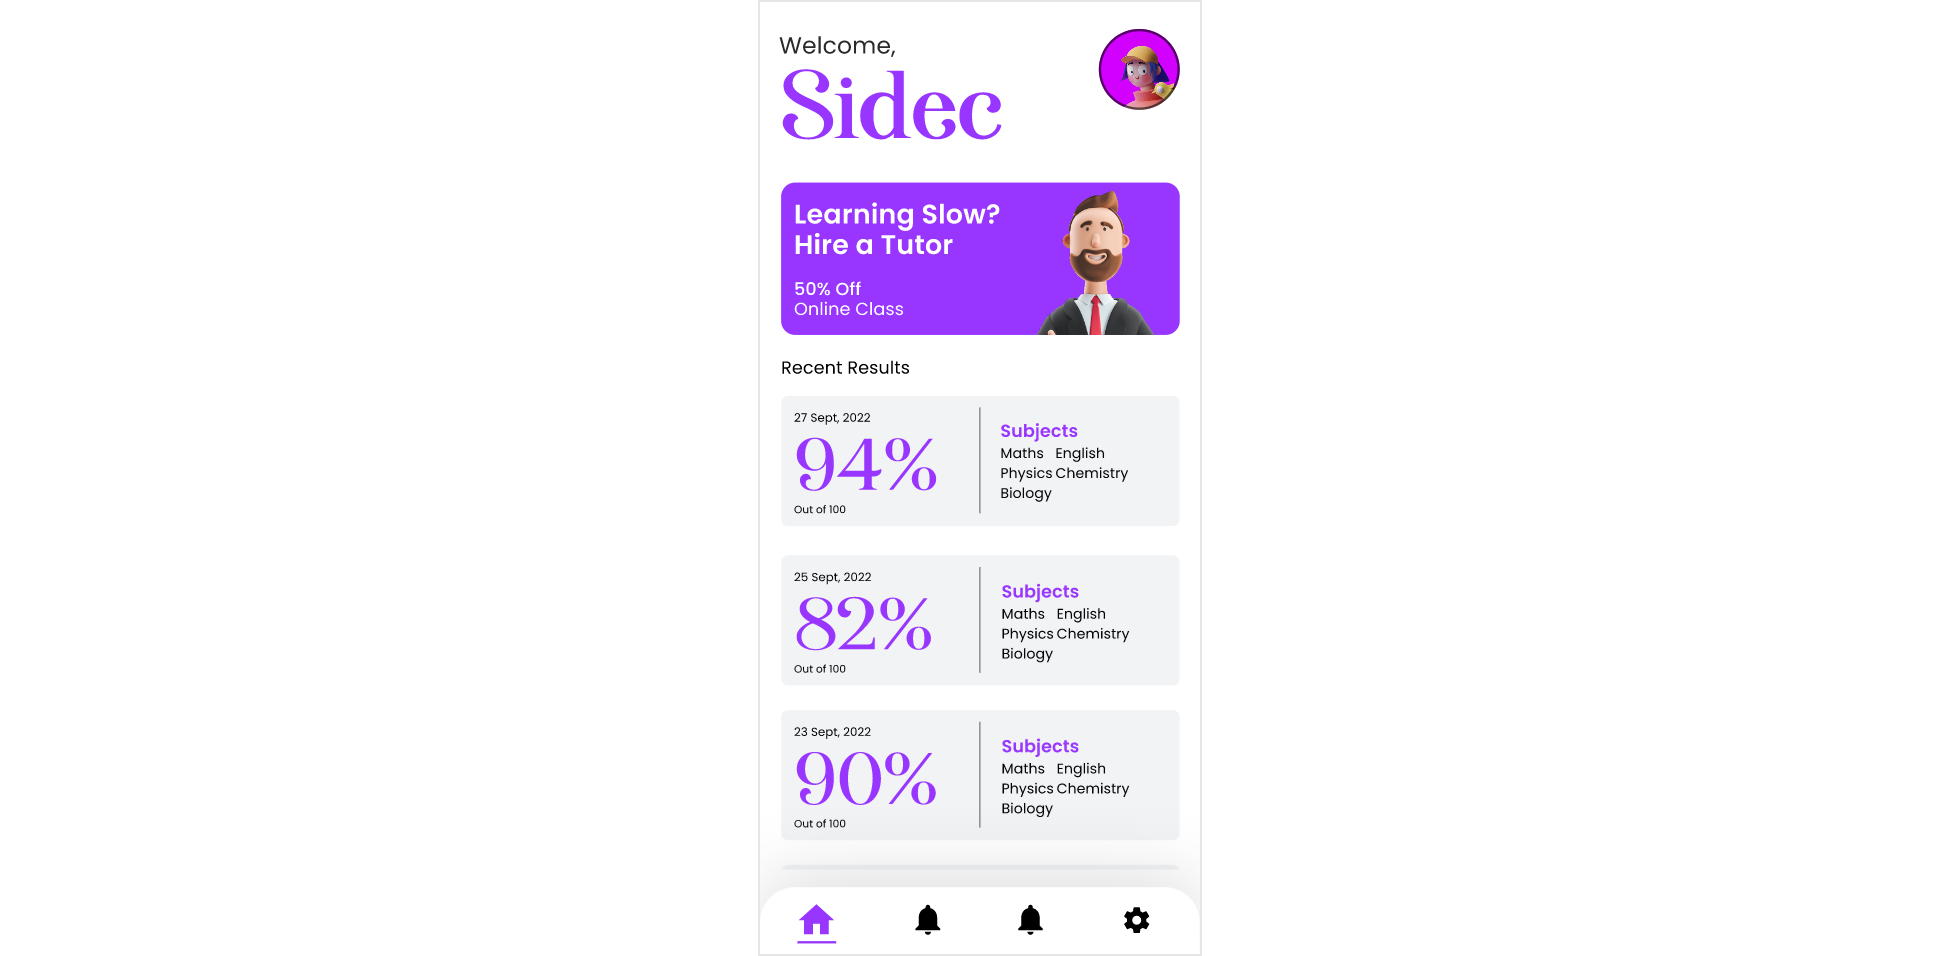 Welcome,
Sidec
Learning Slow?
Hire a Tutor
50% Off
Online Class
Recent Results
27 Sept, 2022
94%
Out of 100
Subjects
Maths English
Physics Chemistry
Biology
25 Sept, 2022
82%
Out of 100
Subjects
Maths English
Physics Chemistry
Biology
23 Sept, 2022
90%
Out of 100
Subjects
Maths English
Physics Chemistry
Biology